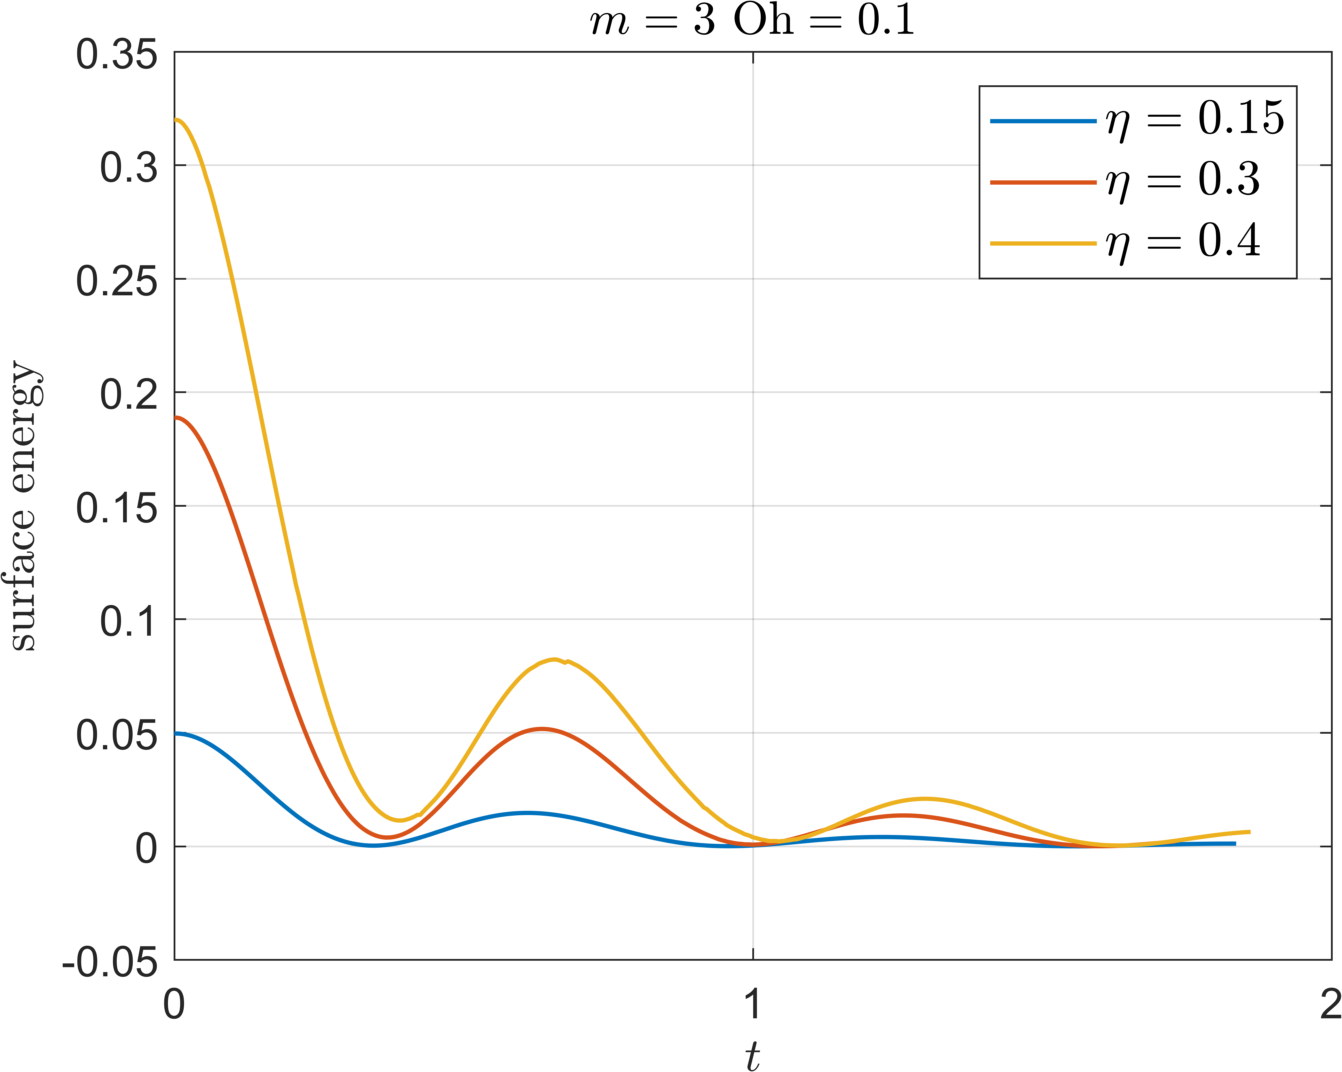 m = 3 Oh = 0.1
0.35
0.3
0.25
0.2
0.15
0.1
0.05
0
-0.05
surface energy
η = 0.15
η = 0.3
η = 0.4
0
1
2
t